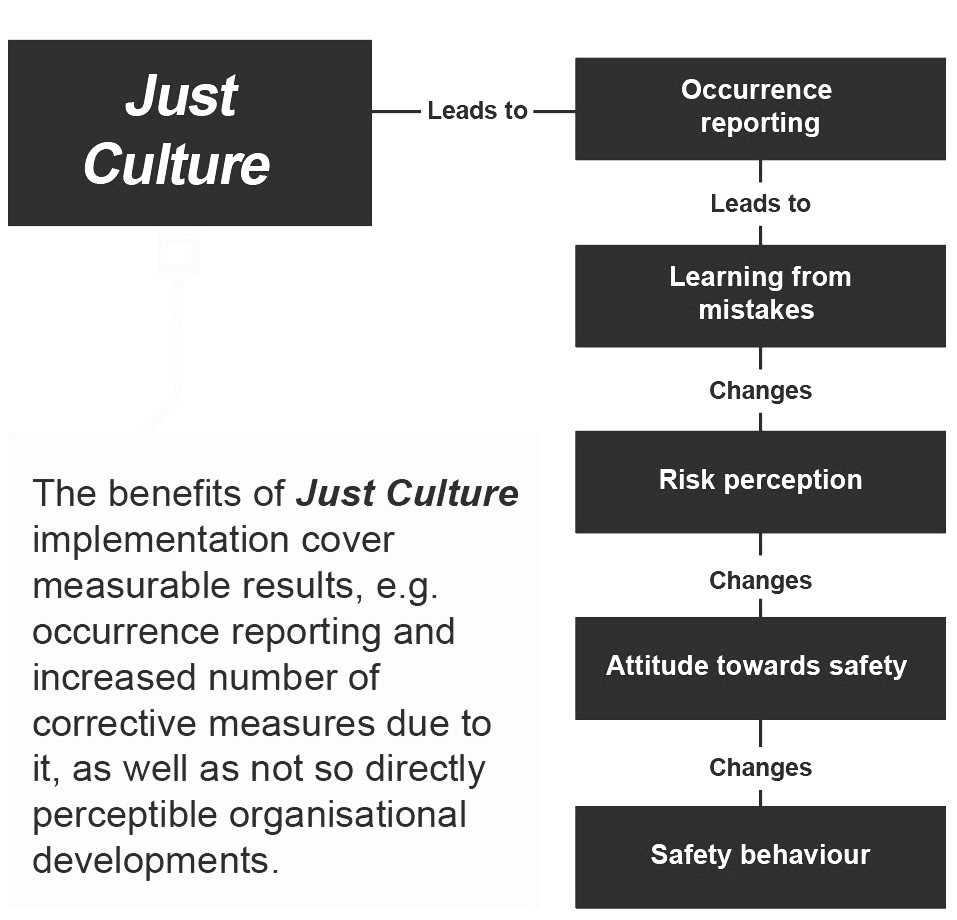 Just
Culture
Leads to
Occurrence
reporting
Leads to
Learning from
mistakes
Changes
Risk perception
Changes
Attitude towards safety
Changes
Safety behaviour
The benefits of Just Culture
implementation cover
measurable results, e.g.
occurrence reporting and
increased number of
corrective measures due to
it, as well as not so directly
perceptible organisational
developments.